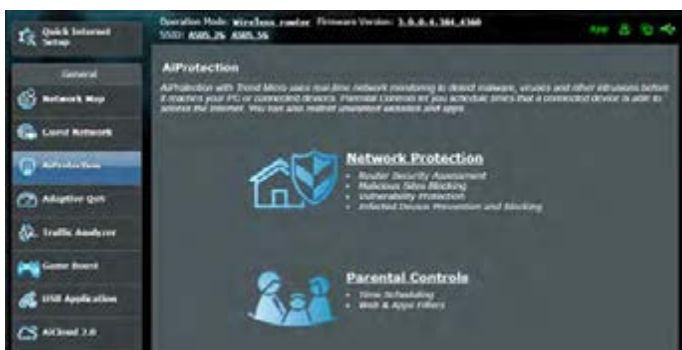 Quick Internet
Setup
Operation Mode: Wireless router Firmware Version: 3.0.0.4.384.4360
SSID: ASUS_2G ASUS_5G
App
General
Network Map
Guest Network
AiProtection
Adaptive QoS
Traffic Analyzer
Game Boost
USB Application
AiCloud 2.0
AiProtection
AiProtection with Trend Micro uses real-time network monitoring to detect malware, viruses and other intrusions before
it reaches your PC or connected devices. Parental Controls let you schedule times that a connected device is able to
access the Internet. You can also restrict unwanted websites and apps.
Network Protection
• Router Security Assessment
• Malicious Sites Blocking
• Vulnerability Protection
• Infected Device Prevention and Blocking
Parental Controls
• Time Scheduling
• Web & Apps Filters